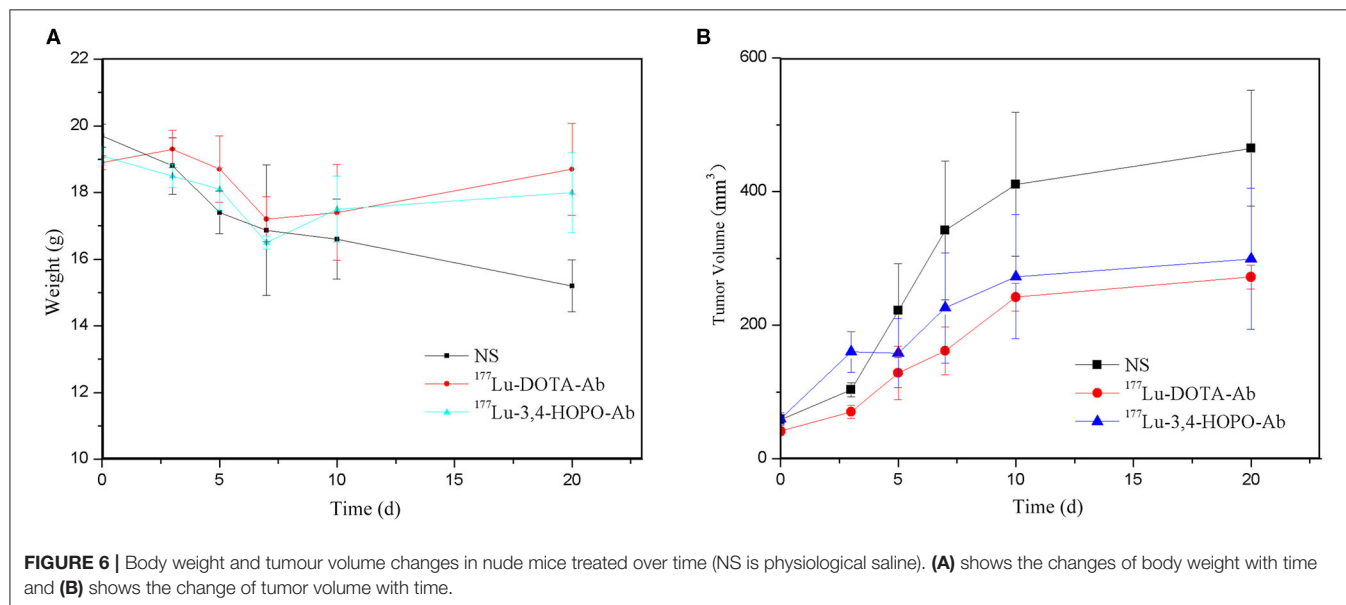 A
22
20
18
16
14
12
10
Weight (g)
0
5
10
15
20
Time (d)
NS
¹⁷⁷Lu-DOTA-Ab
¹⁷⁷Lu-3,4-HOPO-Ab
B
600
400
200
0
Tumor Volume (mm³)
0
5
10
15
20
Time (d)
NS
¹⁷⁷Lu-DOTA-Ab
¹⁷⁷Lu-3,4-HOPO-Ab
FIGURE 6 | Body weight and tumour volume changes in nude mice treated over time (NS is physiological saline). (A) shows the changes of body weight with time
and (B) shows the change of tumor volume with time.